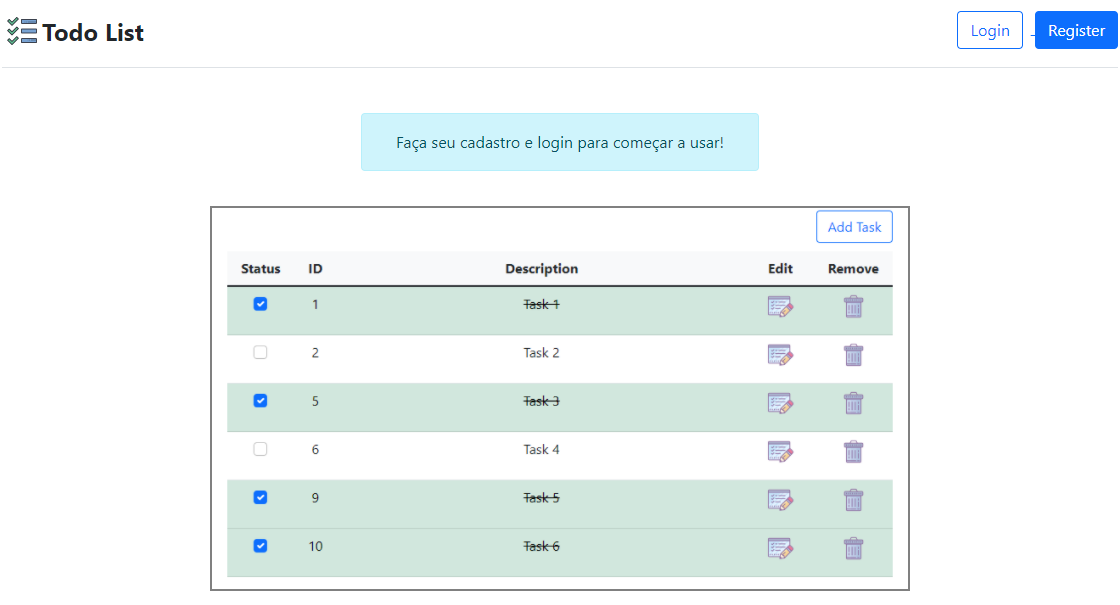 Todo List
Login Register
Faça seu cadastro e login para começar a usar!
Add Task
Status ID Description Edit Remove
1 Task 1
2 Task 2
5 Task 3
6 Task 4
9 Task 5
10 Task 6